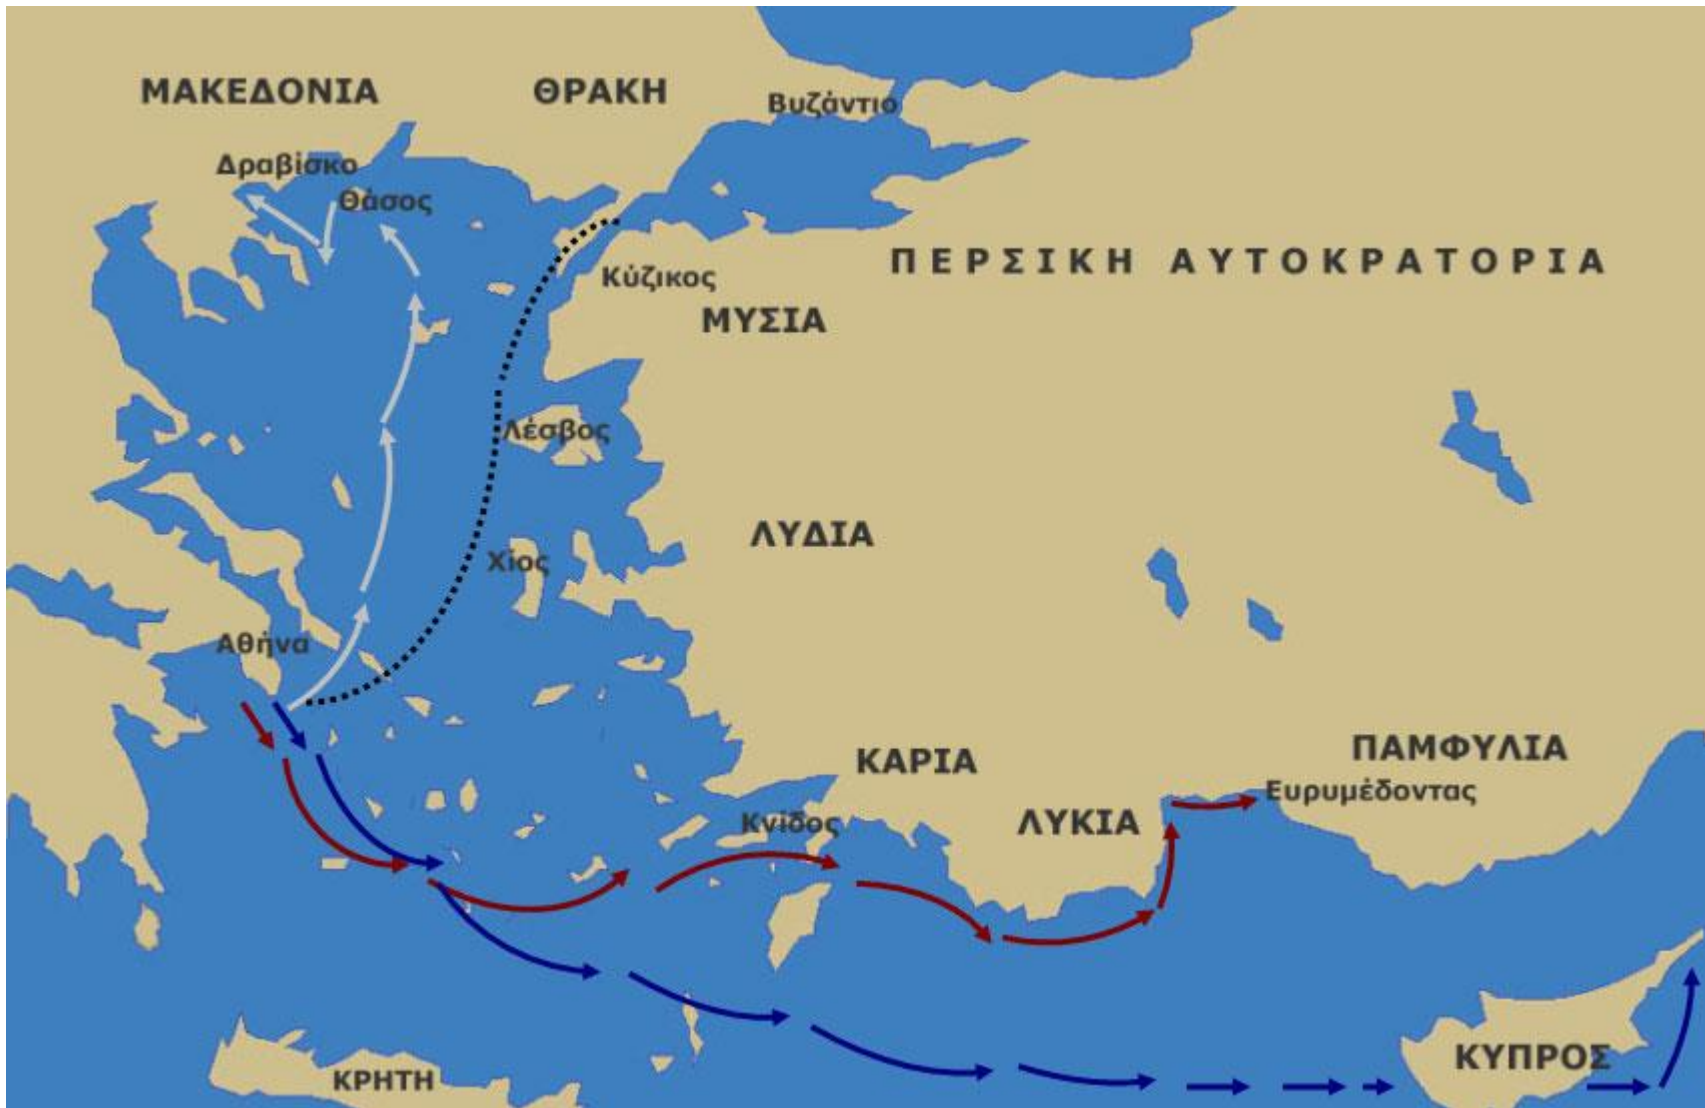 ΜΑΚΕΔΟΝΙΑ
ΘΡΑΚΗ
Βυζάντιο
Δραβίσκο
Θάσος
ΠΕΡΣΙΚΗ ΑΥΤΟΚΡΑΤΟΡΙΑ
Κύζικος
ΜΥΣΙΑ
Λέσβος
ΛΥΔΙΑ
Χίος
Αθήνα
ΠΑΜΦΥΛΙΑ
ΚΑΡΙΑ
Ευρυμέδοντας
Κνίδος
ΛΥΚΙΑ
ΚΥΠΡΟΣ
ΚΡΗΤΗ